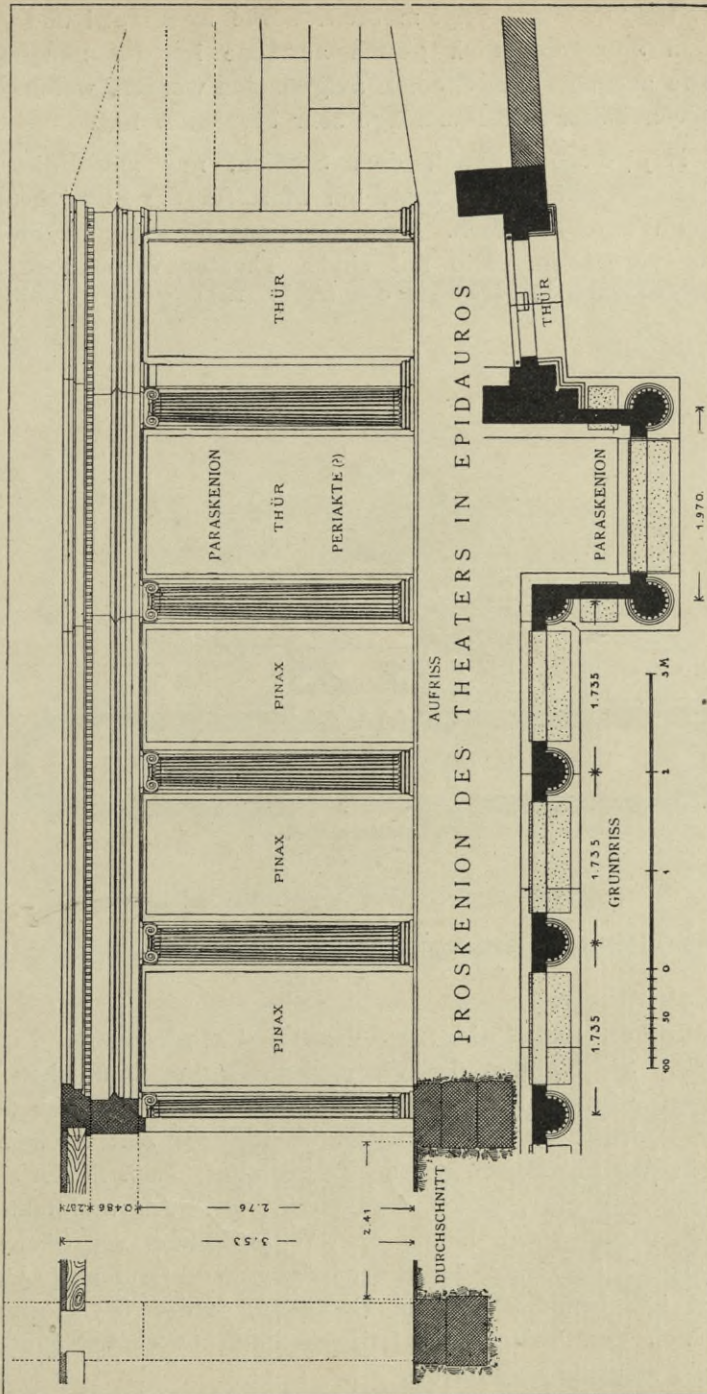 THÜR
PARASKENION
THÜR
PERIAKTE (?)
PINAX
PINAX
PINAX
AUFRISS
PROSKENION DES THEATERS IN EPIDAUROS
DURCHSCHNITT
3.53
2.76
0486
2.41
THÜR
PARASKENION
1.970.
1.735
1.735
1.735
GRUNDRISS
100 50 0 1 2 3 M